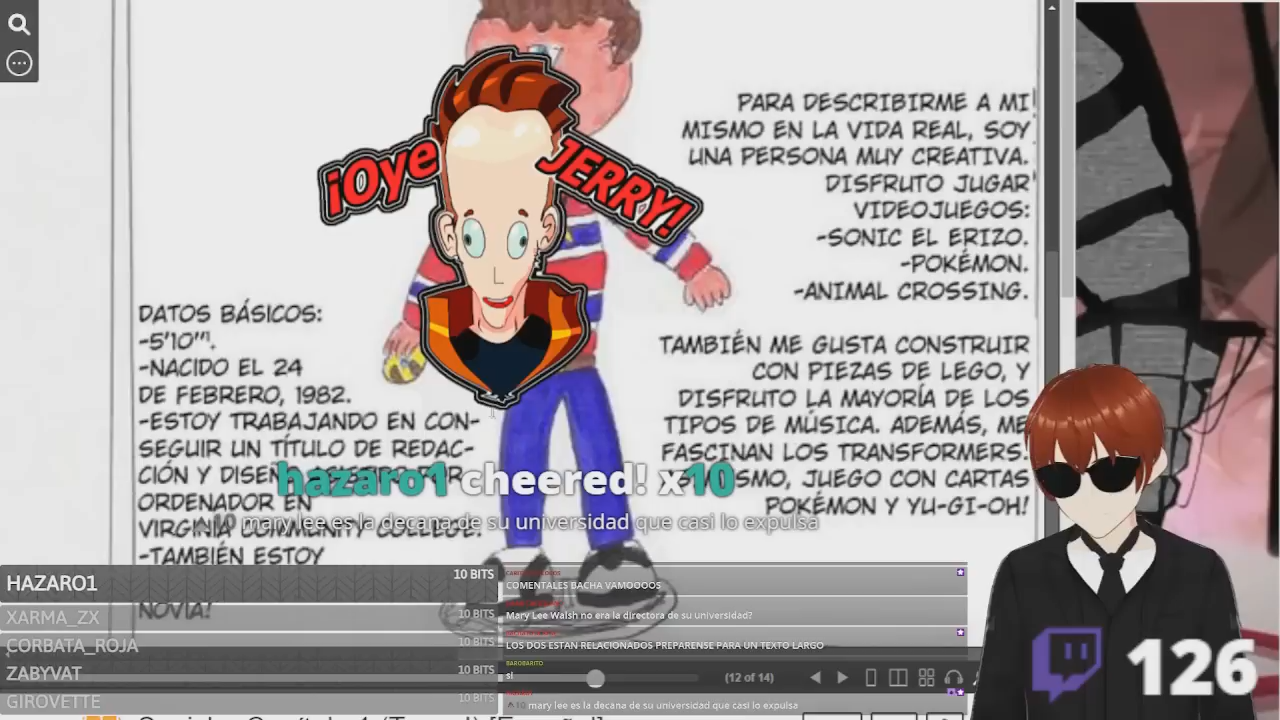 ¡Oye JERRY!
PARA DESCRIBIRME A MI
MISMO EN LA VIDA REAL, SOY
UNA PERSONA MUY CREATIVA.
DISFRUTO JUGAR
VIDEOJUEGOS:
-SONIC EL ERIZO.
-POKÉMON.
-ANIMAL CROSSING.
TAMBIÉN ME GUSTA CONSTRUIR
CON PIEZAS DE LEGO, Y
DISFRUTO LA MAYORÍA DE LOS
TIPOS DE MÚSICA. ADEMÁS, ME
FASCINAN LOS TRANSFORMERS.
JUEGO CON CARTAS
POKÉMON Y YU-GI-OH!
DATOS BÁSICOS:
-5'10".
-NACIDO EL 24
DE FEBRERO, 1982.
-ESTOY TRABAJANDO EN CON-
SEGUIR UN TÍTULO DE REDAC-
CIÓN Y
ORDENADOR EN
VIRGINIA COMMUNITY COLLEGE.
-TAMBIÉN ESTOY
NOVIA!
hazaro1 cheered! x10
10 mary lee es la decana de su universidad que casi lo expulsa
HAZARO1 10 BITS
XARMA_ZX 10 BITS
CORBATA_ROJA 10 BITS
ZABYVAT 10 BITS
GIROVETTE 10 BITS
COMENTALES BACHA VAMOOOOS
Mary Lee Walsh no era la directora de su universidad?
LOS DOS ESTAN RELACIONADOS PREPARENSE PARA UN TEXTO LARGO
BAROBARITO
si
10 mary lee es la decana de su universidad que casi lo expulsa
(12 of 14)
126